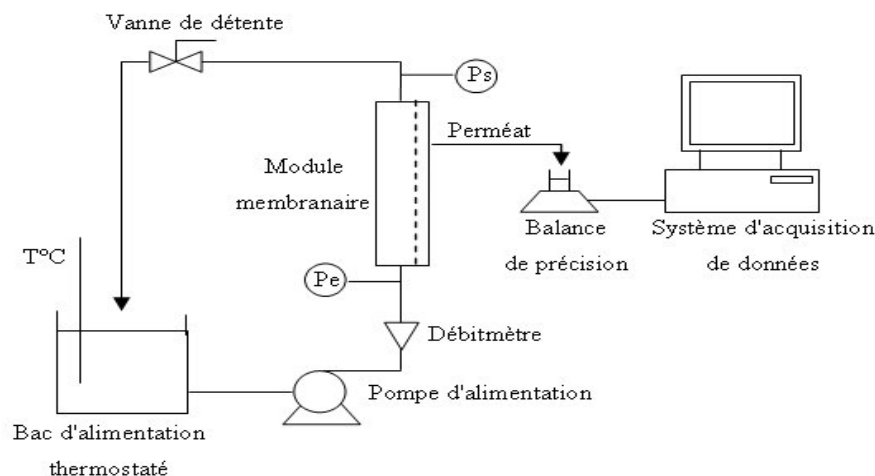 Vanne de détente
Ps
Perméat
Module
membranaire
T°C
Balance
de précision
Système d'acquisition
de données
Pe
Débitmètre
Pompe d'alimentation
Bac d'alimentation
thermostaté